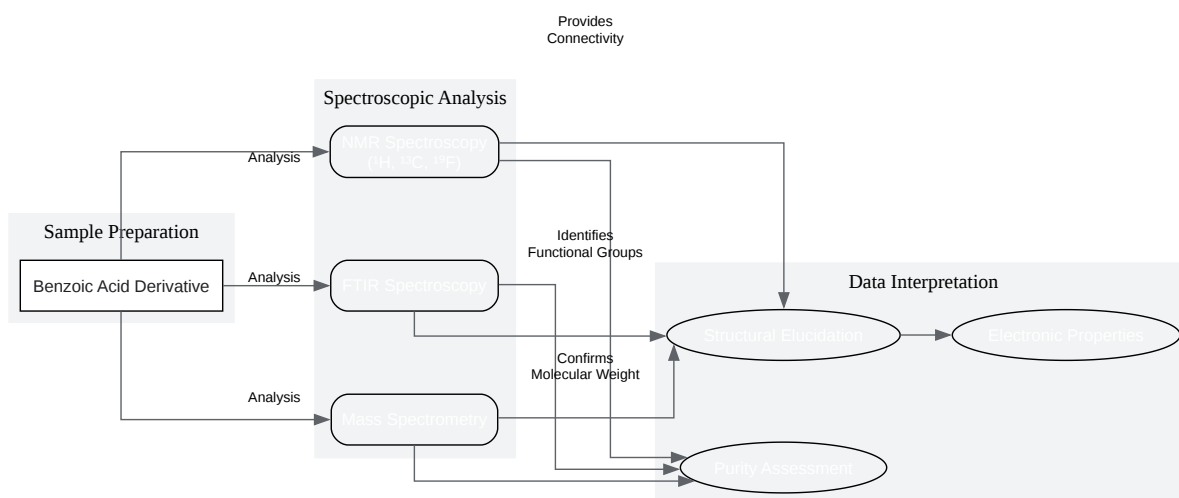 Provides
Connectivity
Spectroscopic Analysis
NMR Spectroscopy
(¹H, ¹³C, ¹⁹F)
Analysis
Sample Preparation
Benzoic Acid Derivative
Analysis
FTIR Spectroscopy
Identifies
Functional Groups
Data Interpretation
Structural Elucidation
Electronic Properties
Confirms
Molecular Weight
Analysis
Mass Spectrometry
Purity Assessment